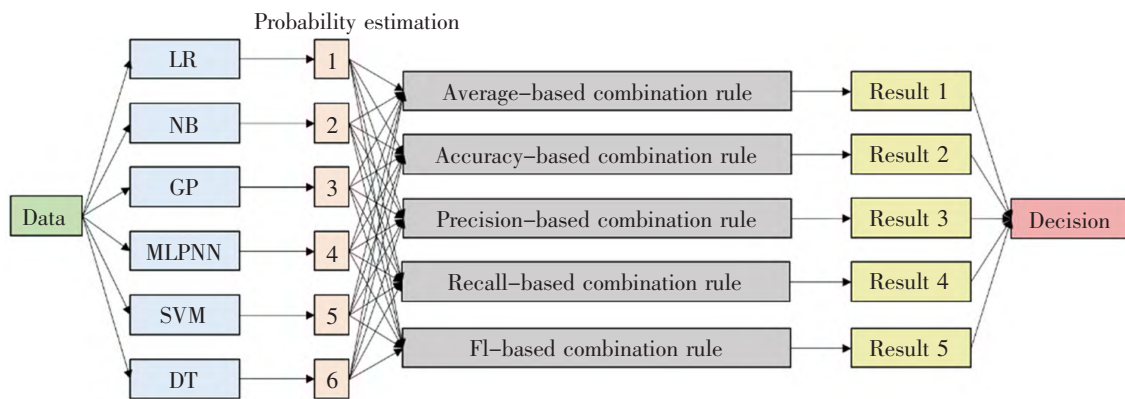 Probability estimation
Data
LR
NB
GP
MLPNN
SVM
DT
1
2
3
4
5
6
Average-based combination rule
Accuracy-based combination rule
Precision-based combination rule
Recall-based combination rule
Fl-based combination rule
Result 1
Result 2
Result 3
Result 4
Result 5
Decision